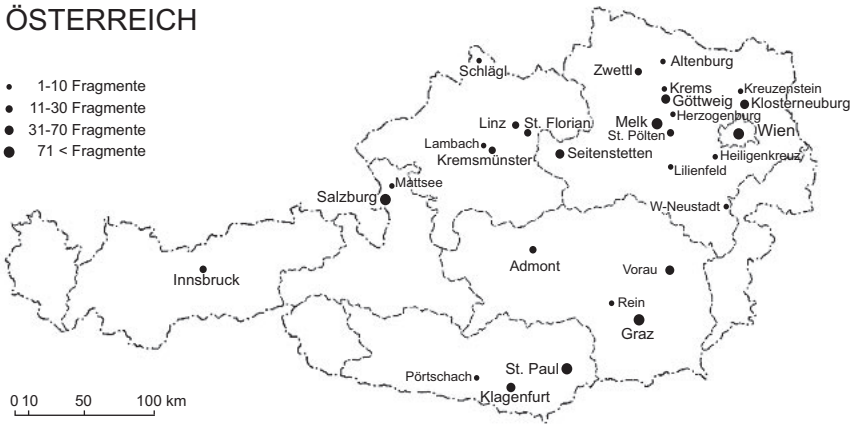 ÖSTERREICH
1-10 Fragmente
11-30 Fragmente
31-70 Fragmente
71 < Fragmente
Schlägl
Altenburg
Zwettl
Krems
Kreuzenstein
Göttweig
Klosterneuburg
Herzogenburg
Linz
St. Florian
Melk
St. Pölten
Wien
Lambach
Kremsmünster
Seitenstetten
Heiligenkreuz
Lilienfeld
Mattsee
Salzburg
W-Neustadt
Innsbruck
Admont
Vorau
Rein
Graz
St. Paul
Pörtschach
Klagenfurt
0 10 50 100 km